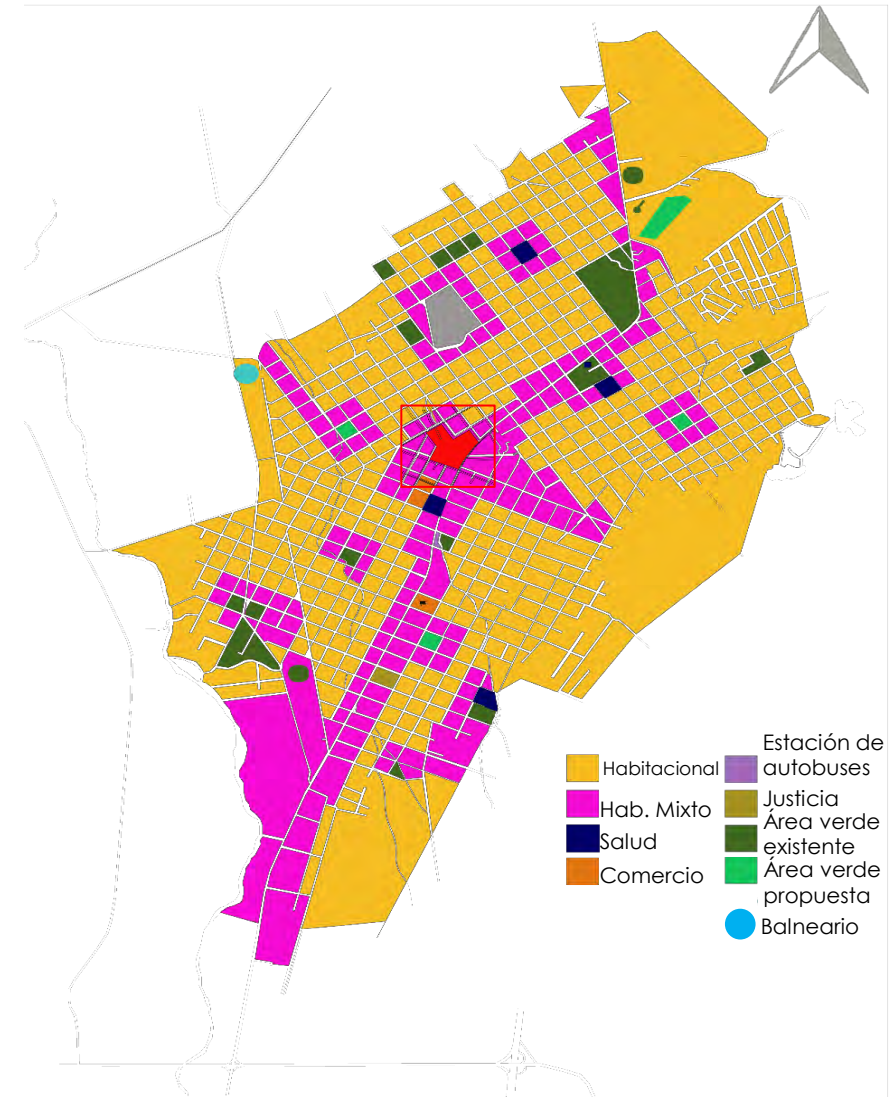 Habitacional
Hab. Mixto
Salud
Comercio
Estación de
autobuses
Justicia
Área verde
existente
Área verde
propuesta
Balneario